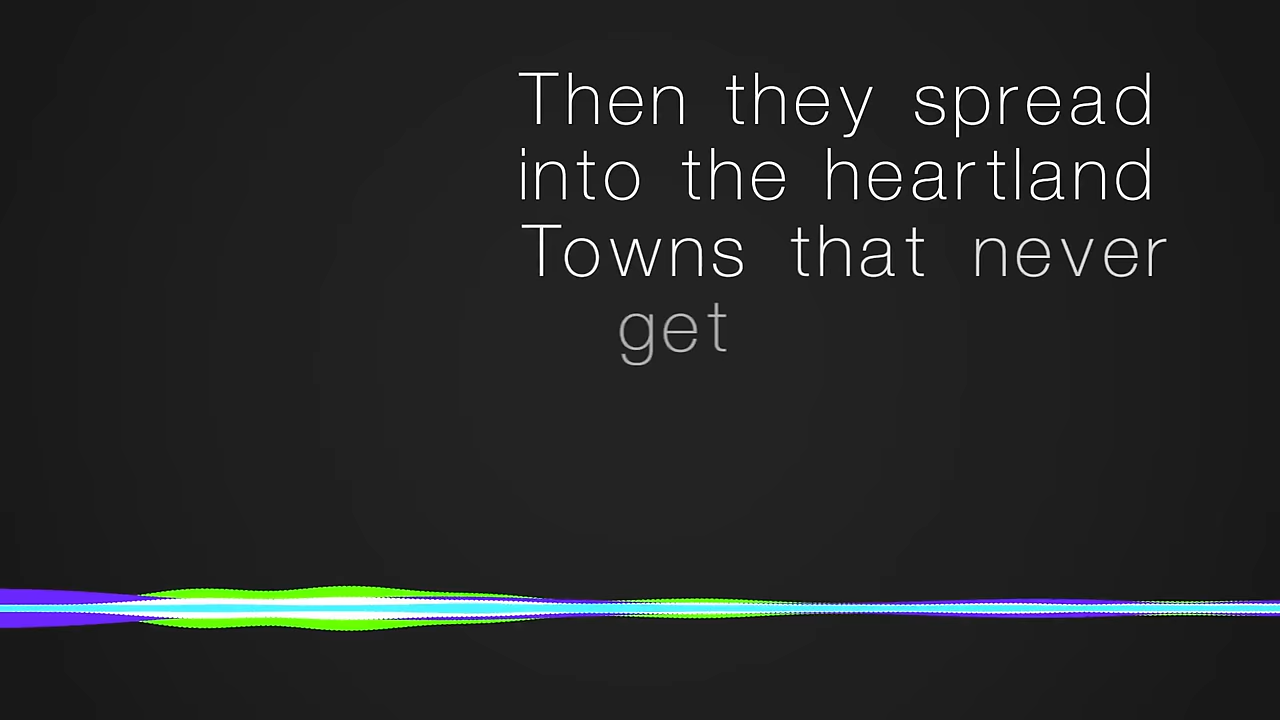 Then they spread
into the heartland
Towns that never
get